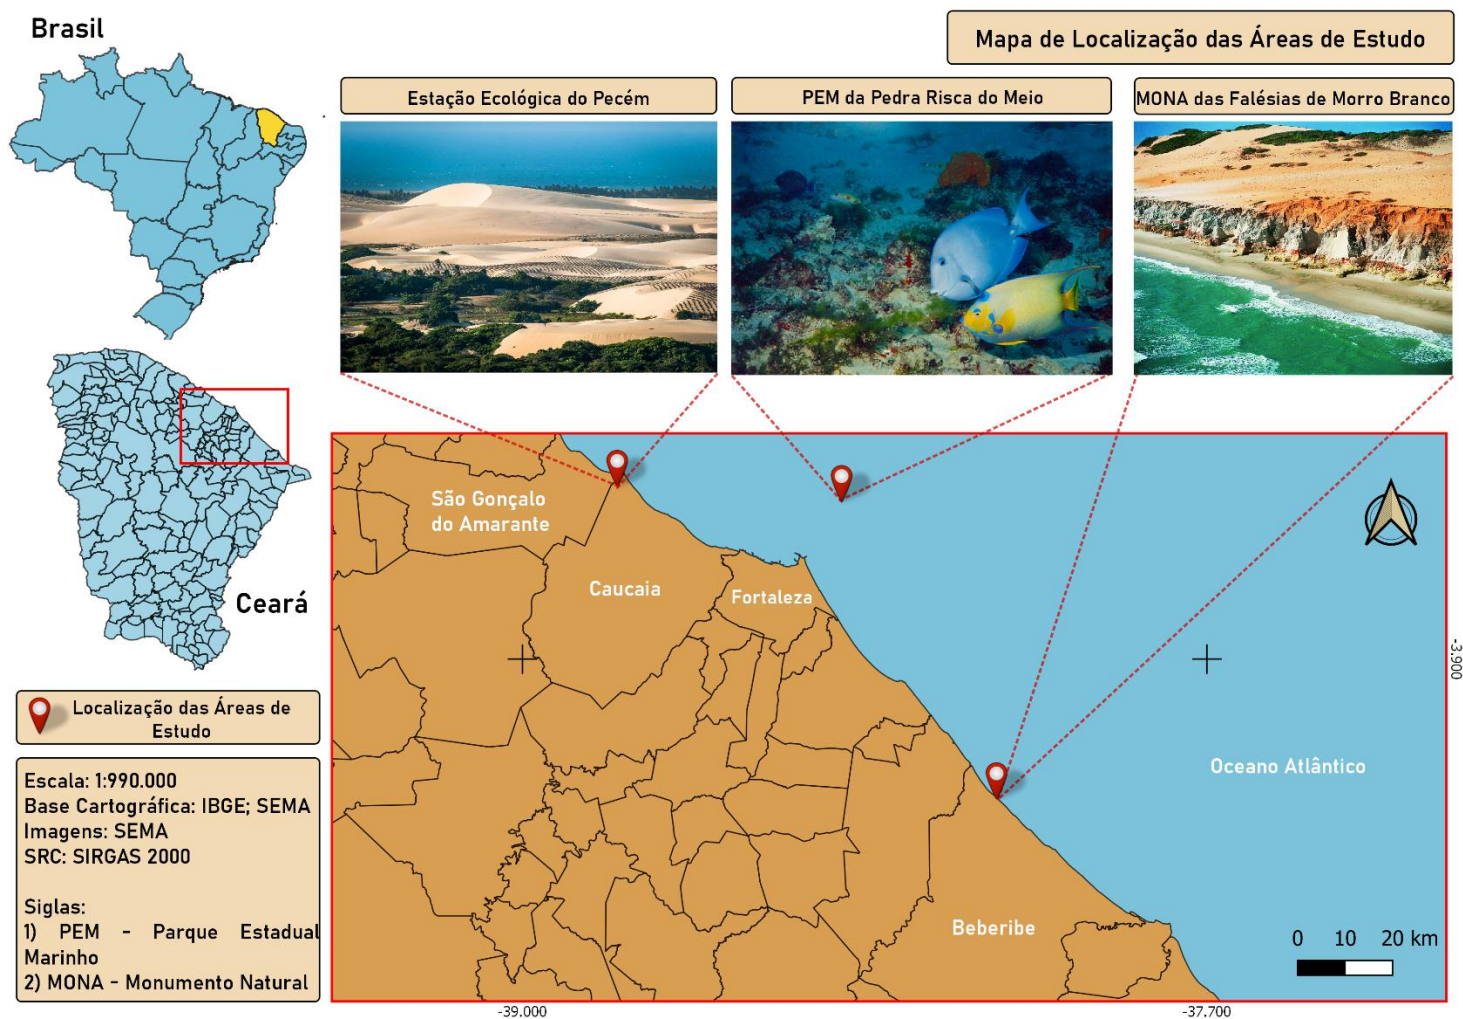 Brasil
Mapa de Localização das Áreas de Estudo
Estação Ecológica do Pecém
PEM da Pedra Risca do Meio
MONA das Falésias de Morro Branco
São Gonçalo
do Amarante
Caucaia
Fortaleza
Ceará
-3.900
Localização das Áreas de
Estudo
Oceano Atlântico
Escala: 1:990.000
Base Cartográfica: IBGE; SEMA
Imagens: SEMA
SRC: SIRGAS 2000
Siglas:
1) PEM - Parque Estadual
Marinho
2) MONA - Monumento Natural
Beberibe
0 10 20 km
-39.000
-37.700